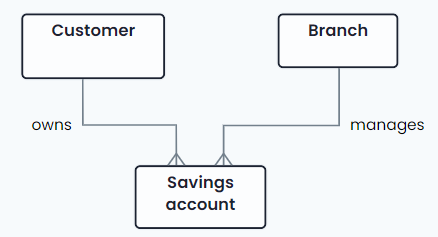 Customer
Branch
owns
manages
Savings
account